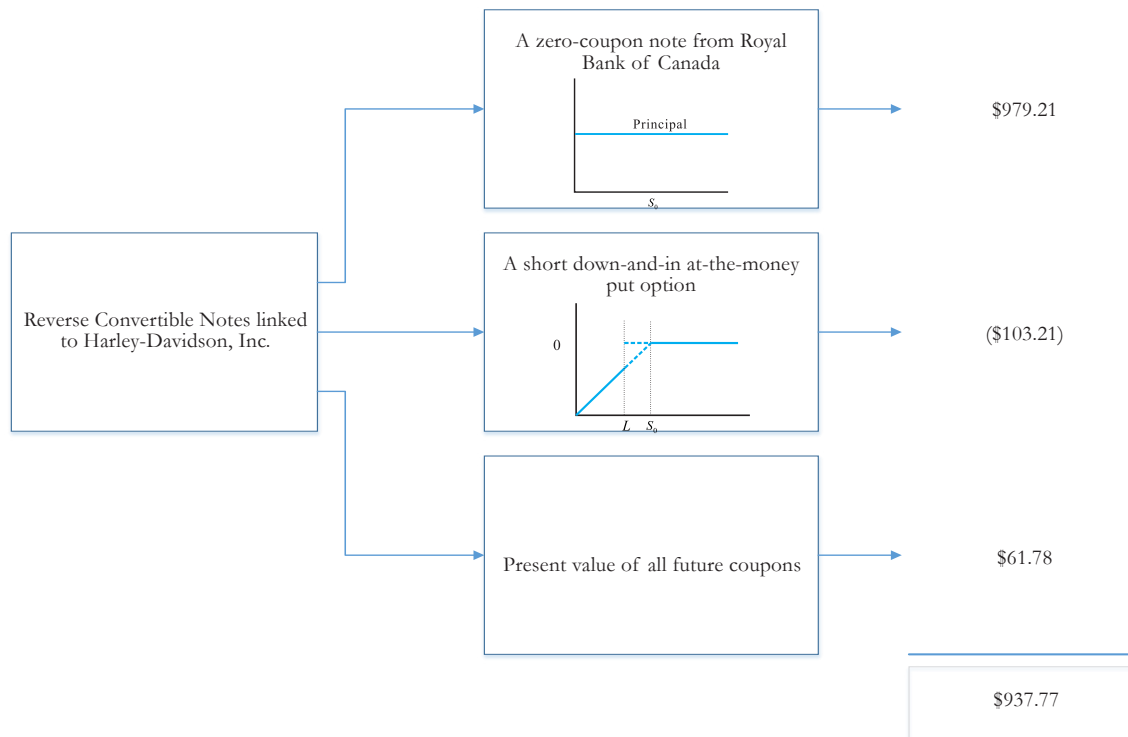 A zero-coupon note from Royal
Bank of Canada
Principal
S₀
$979.21
Reverse Convertible Notes linked
to Harley-Davidson, Inc.
A short down-and-in at-the-money
put option
0
L S₀
($103.21)
Present value of all future coupons
$61.78
$937.77